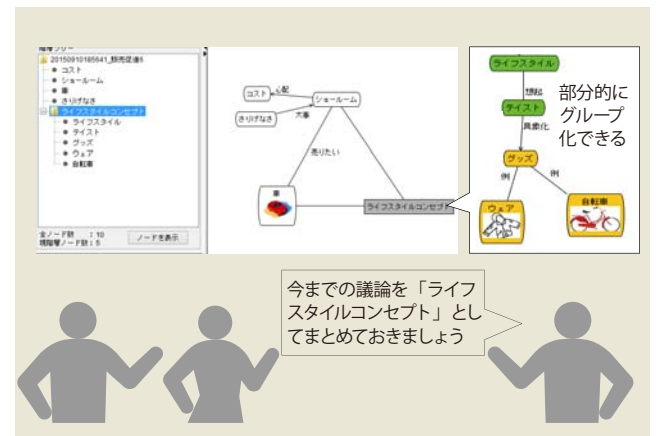 階層ツリー
20150910185641_販売促進6
コスト
ショールーム
車
さりげなさ
ライフスタイルコンセプト
ライフスタイル
テイスト
グッズ
ウェア
自転車
全ノード数 : 10
現階層ノード数 : 5
ノードを表示
コスト
心配
ショールーム
さりげなさ
大事
売りたい
車
ライフスタイルコンセプト
ライフスタイル
想起
テイスト
具象化
グッズ
例
例
ウェア
自転車
部分的に
グループ
化できる
今までの議論を「ライフ
スタイルコンセプト」とし
てまとめておきましょう